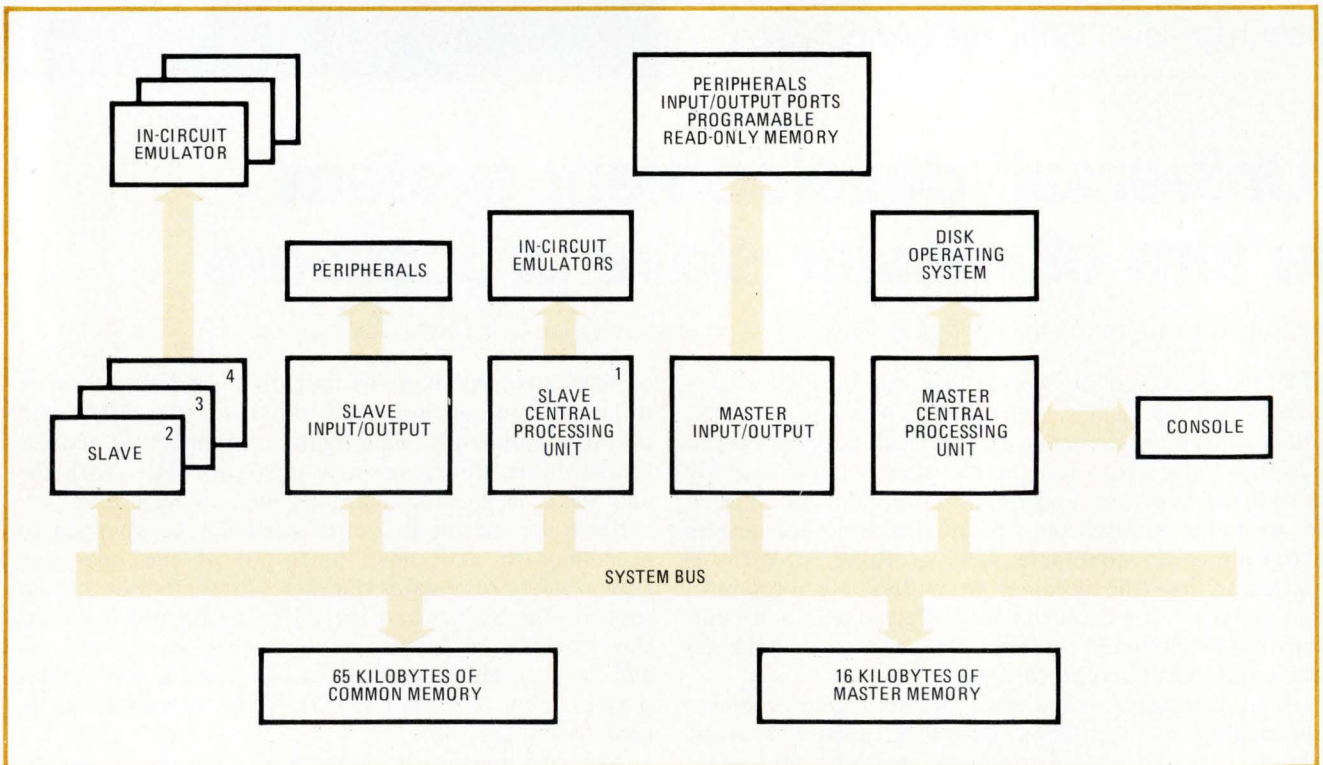 IN-CIRCUIT
EMULATOR
PERIPHERALS
INPUT/OUTPUT PORTS
PROGRAMABLE
READ-ONLY MEMORY
PERIPHERALS
IN-CIRCUIT
EMULATORS
DISK
OPERATING
SYSTEM
4
3
2
SLAVE
SLAVE
INPUT/OUTPUT
1
SLAVE
CENTRAL
PROCESSING
UNIT
MASTER
INPUT/OUTPUT
MASTER
CENTRAL
PROCESSING
UNIT
CONSOLE
SYSTEM BUS
65 KILOBYTES OF
COMMON MEMORY
16 KILOBYTES OF
MASTER MEMORY